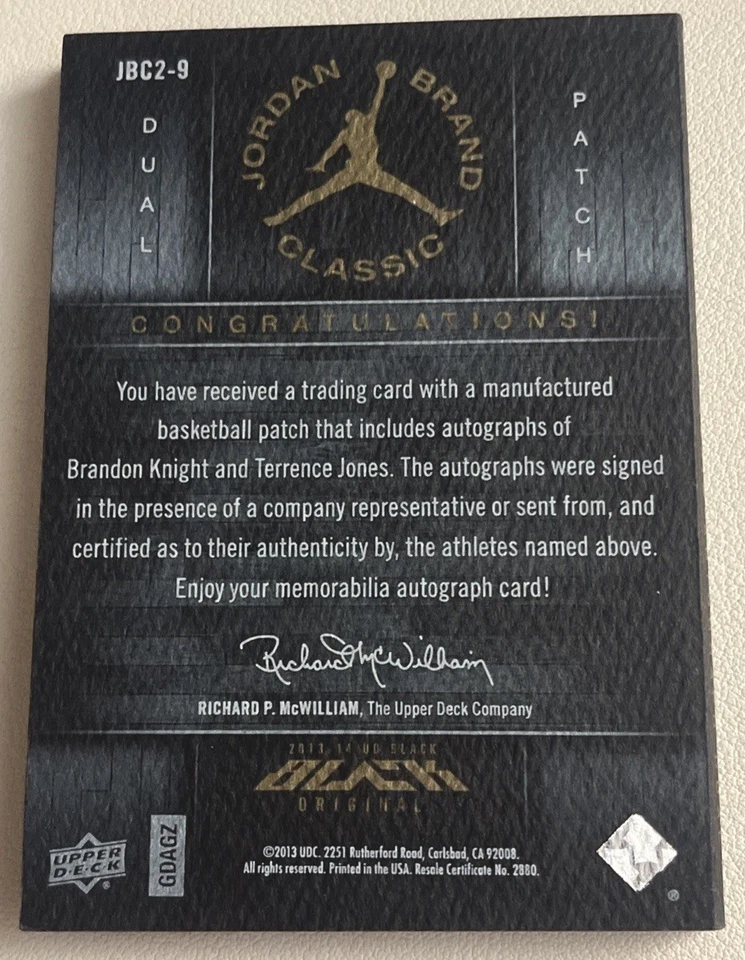 JBC2-9
DUAL
JORDAN BRAND CLASSIC
PATCH
CONGRATULATIONS!
You have received a trading card with a manufactured
basketball patch that includes autographs of
Brandon Knight and Terrence Jones. The autographs were signed
in the presence of a company representative or sent from, and
certified as to their authenticity by, the athletes named above.
Enjoy your memorabilia autograph card!
Richard P. McWilliam
RICHARD P. McWILLIAM, The Upper Deck Company
2013-14 UD BLACK
BLACK
ORIGINAL
UPPER
DECK
®
GDAGZ
©2013 UDC. 2251 Rutherford Road, Carlsbad, CA 92008.
All rights reserved. Printed in the USA. Resale Certificate No. 2880.
®